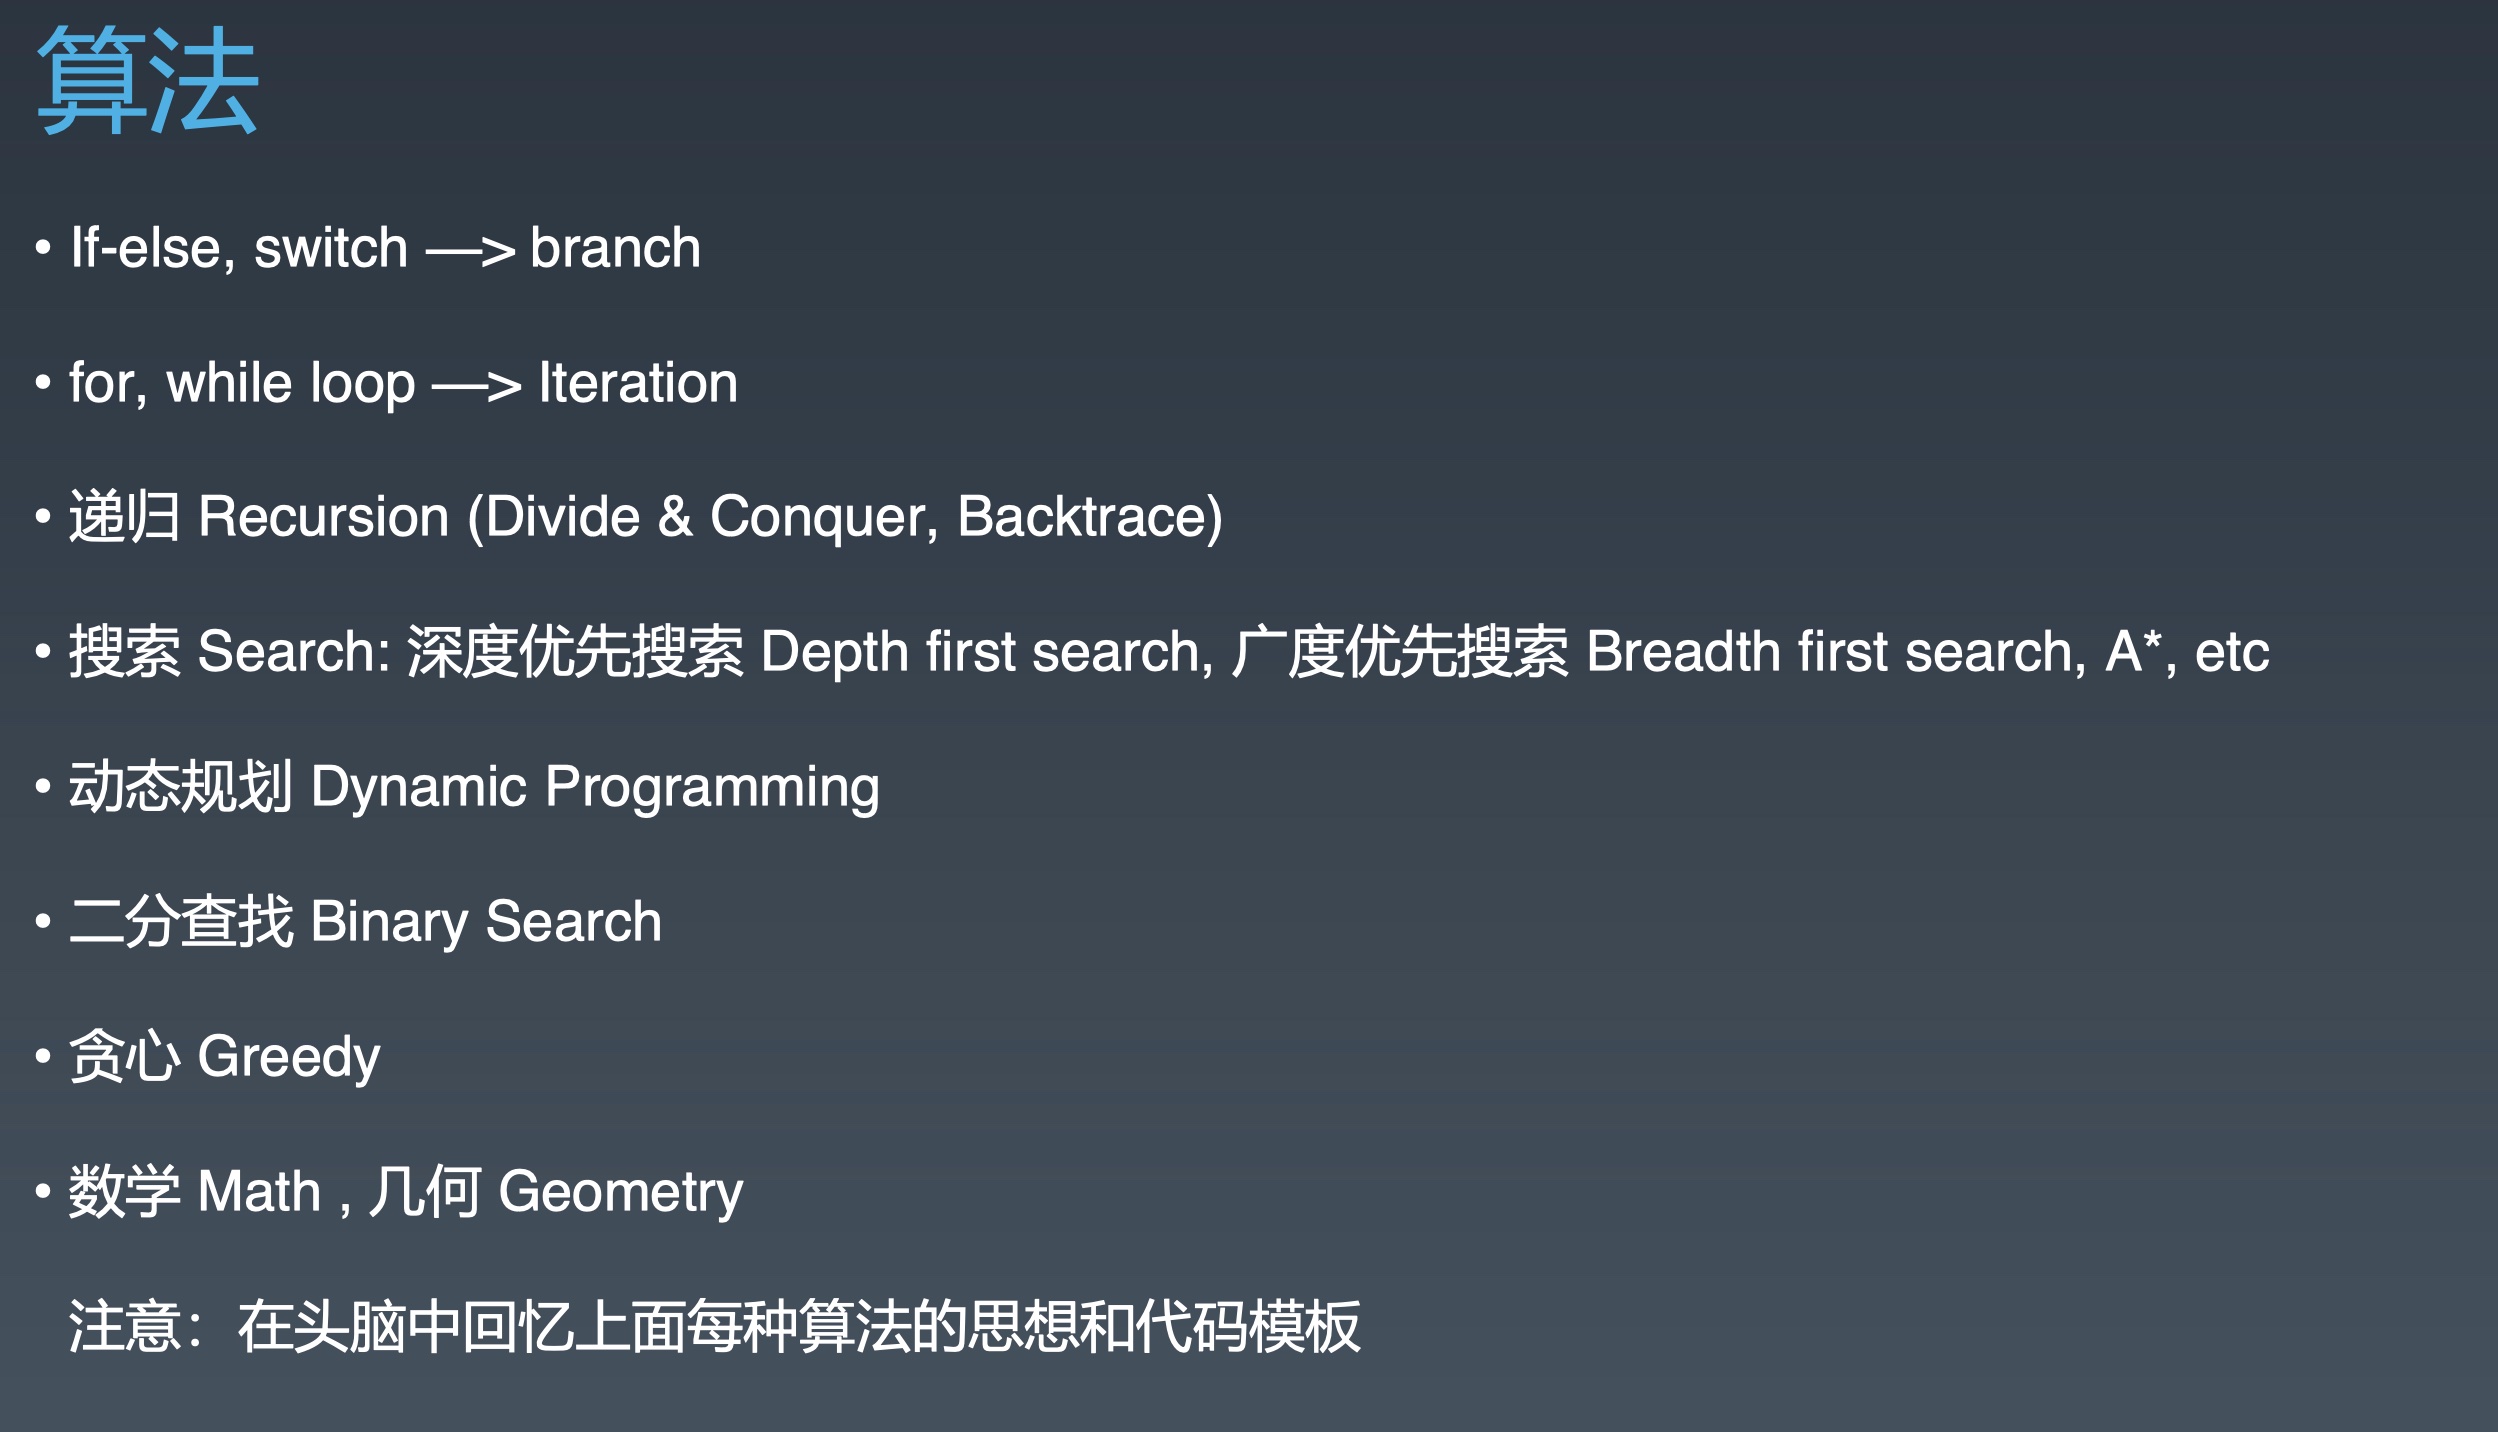 算法
• If-else, switch —> branch
• for, while loop —> Iteration
• 递归 Recursion (Divide & Conquer, Backtrace)
• 搜索 Search: 深度优先搜索 Depth first search, 广度优先搜索 Breadth first search, A*, etc
• 动态规划 Dynamic Programming
• 二分查找 Binary Search
• 贪心 Greedy
• 数学 Math , 几何 Geometry
注意： 在头脑中回忆上面每种算法的思想和代码模板